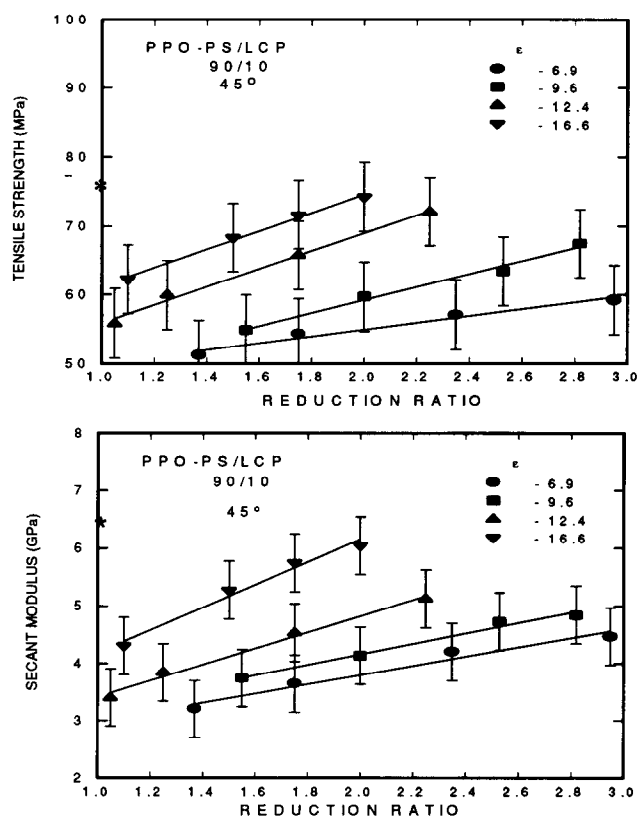 100
90
80
70
60
50
TENSILE STRENGTH (MPa)
PPO-PS/LCP
90/10
45°
ε
- 6.9
- 9.6
- 12.4
- 16.6
1.0 1.2 1.4 1.6 1.8 2.0 2.2 2.4 2.6 2.8 3.0
REDUCTION RATIO
8
7
6
5
4
3
2
SECANT MODULUS (GPa)
PPO-PS/LCP
90/10
45°
ε
- 6.9
- 9.6
- 12.4
- 16.6
1.0 1.2 1.4 1.6 1.8 2.0 2.2 2.4 2.6 2.8 3.0
REDUCTION RATIO